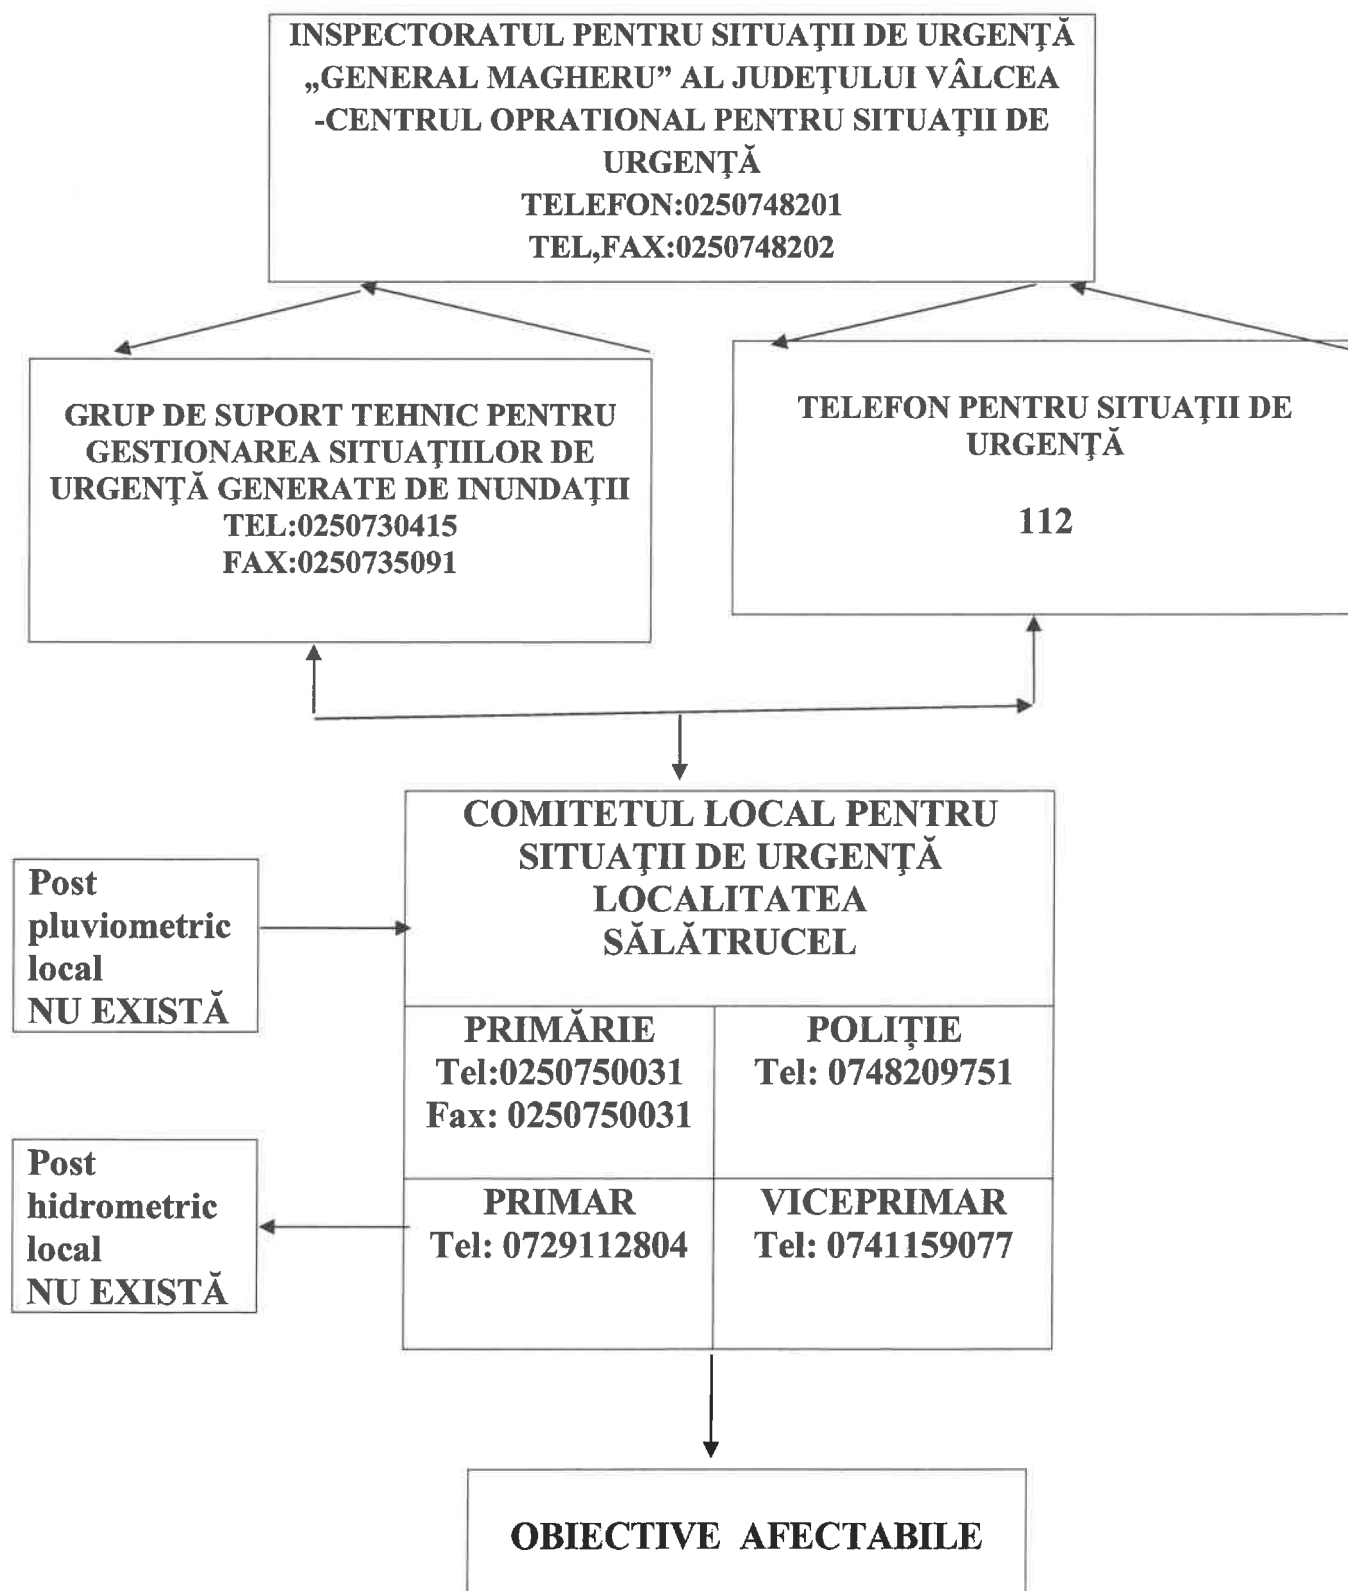 INSPECTORATUL PENTRU SITUAŢII DE URGENŢĂ
„GENERAL MAGHERU” AL JUDEŢULUI VÂLCEA
-CENTRUL OPRATIONAL PENTRU SITUAŢII DE
URGENŢĂ
TELEFON:0250748201
TEL,FAX:0250748202
GRUP DE SUPORT TEHNIC PENTRU
GESTIONAREA SITUAŢIILOR DE
URGENŢĂ GENERATE DE INUNDAŢII
TEL:0250730415
FAX:0250735091
TELEFON PENTRU SITUAŢII DE
URGENŢĂ
112
COMITETUL LOCAL PENTRU
SITUAŢII DE URGENŢĂ
LOCALITATEA
SĂLĂTRUCEL
Post
pluviometric
local
NU EXISTĂ
PRIMĂRIE
Tel:0250750031
Fax: 0250750031
POLIȚIE
Tel: 0748209751
Post
hidrometric
local
NU EXISTĂ
PRIMAR
Tel: 0729112804
VICEPRIMAR
Tel: 0741159077
OBIECTIVE AFECTABILE